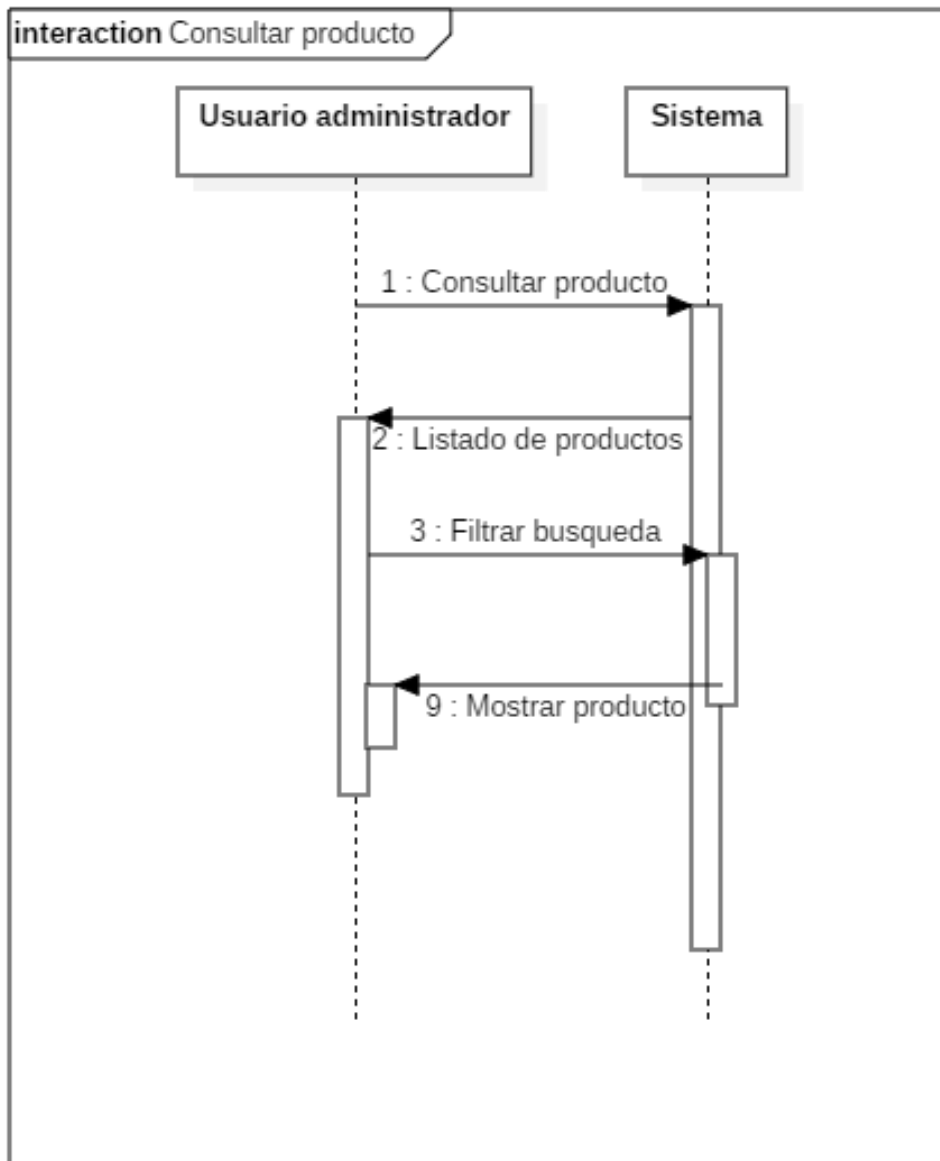 interaction Consultar producto
Usuario administrador
Sistema
1 : Consultar producto
2 : Listado de productos
3 : Filtrar busqueda
9 : Mostrar producto